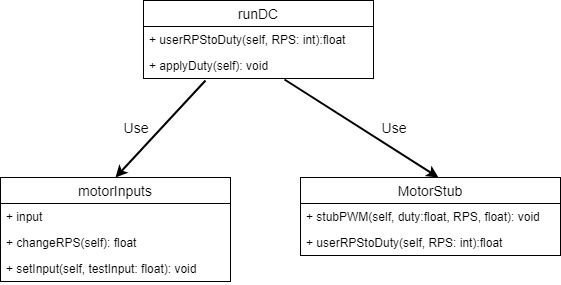 runDC
+ userRPStoDuty(self, RPS: int):float
+ applyDuty(self): void
Use
Use
motorInputs
+ input
+ changeRPS(self): float
+ setInput(self, testInput: float): void
MotorStub
+ stubPWM(self, duty:float, RPS, float): void
+ userRPStoDuty(self, RPS: int):float